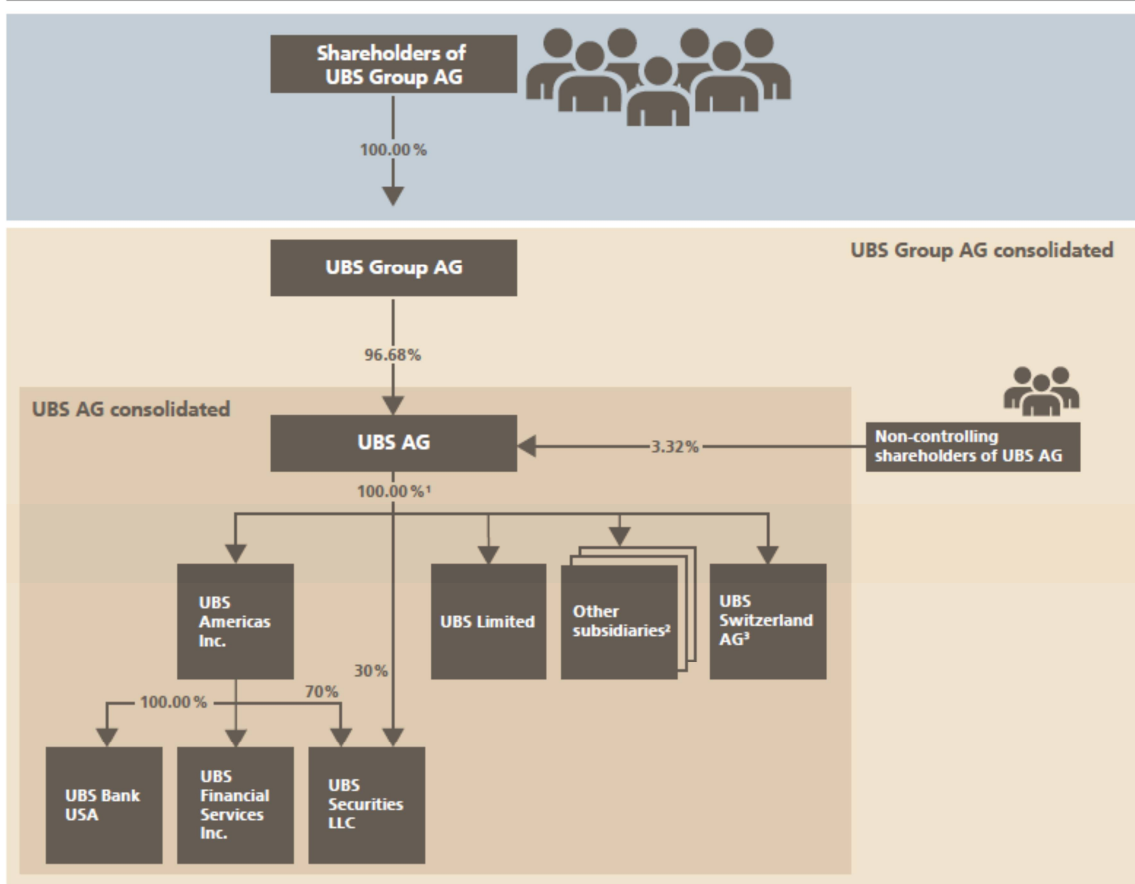 Shareholders of
UBS Group AG
100.00%
UBS Group AG
UBS Group AG consolidated
96.68%
UBS AG consolidated
UBS AG
3.32%
Non-controlling
shareholders of UBS AG
100.00%¹
UBS
Americas
Inc.
UBS Limited
Other
subsidiaries²
UBS
Switzerland
AG³
30%
70%
100.00%
UBS Bank
USA
UBS
Financial
Services
Inc.
UBS
Securities
LLC